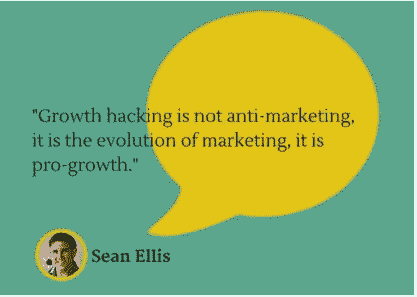 "Growth hacking is not anti-marketing,
it is the evolution of marketing, it is
pro-growth."
Sean Ellis